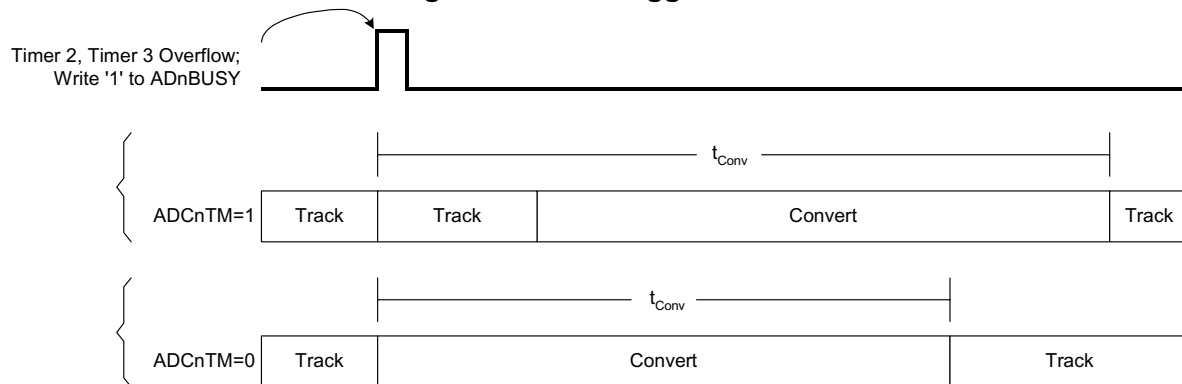 Timer 2, Timer 3 Overflow;
Write '1' to ADnBUSY
t_Conv
ADCnTM=1 Track Track Convert Track
t_Conv
ADCnTM=0 Track Convert Track